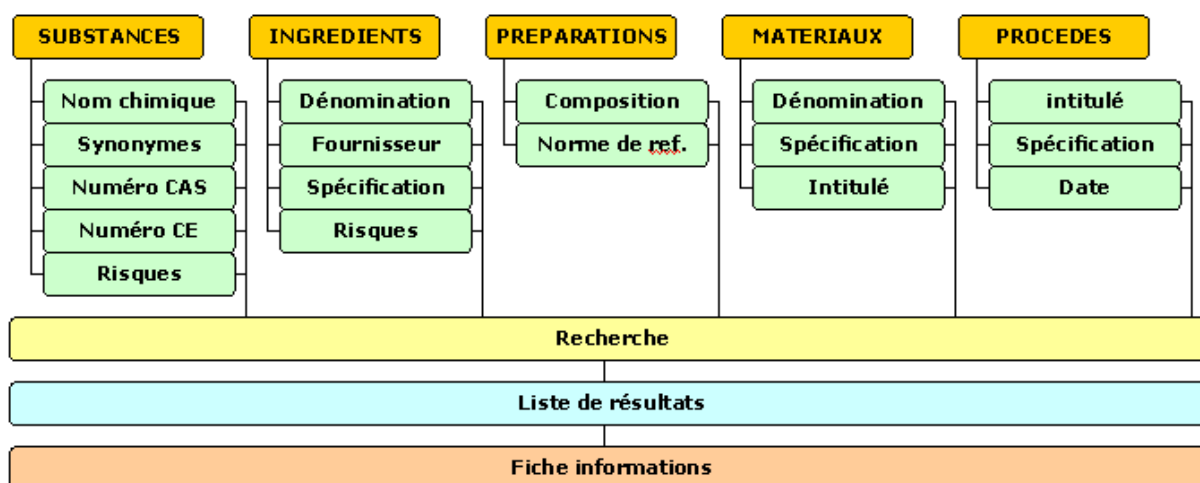 SUBSTANCES
INGREDIENTS
PREPARATIONS
MATERIAUX
PROCEDES
Nom chimique
Synonymes
Numéro CAS
Numéro CE
Risques
Dénomination
Fournisseur
Spécification
Risques
Composition
Norme de ref.
Dénomination
Spécification
Intitulé
intitulé
Spécification
Date
Recherche
Liste de résultats
Fiche informations